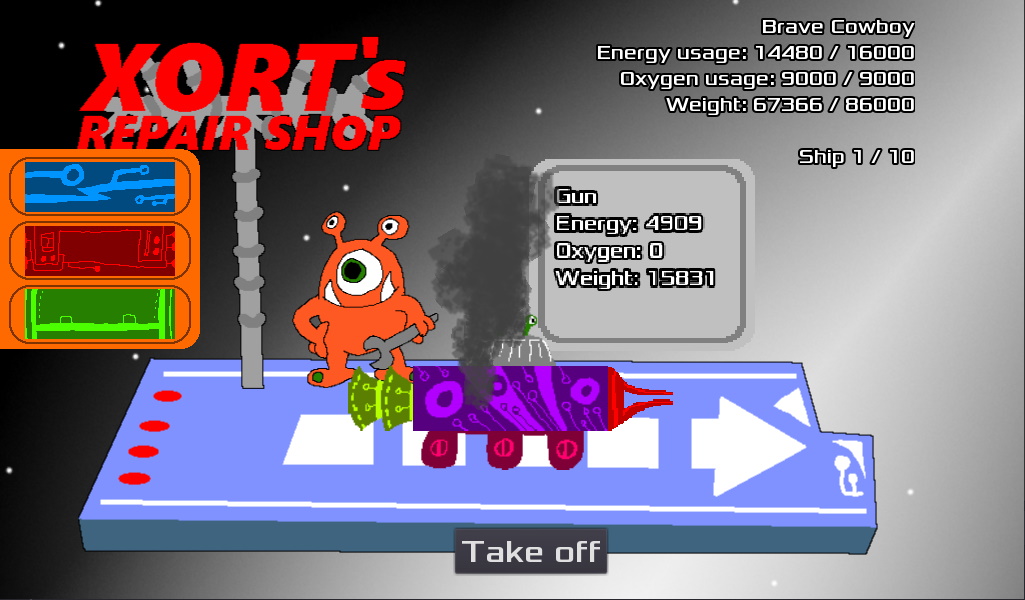 XORT's
REPAIR SHOP
Brave Cowboy
Energy usage: 14480 / 16000
Oxygen usage: 9000 / 9000
Weight: 67366 / 86000
Ship 1 / 10
Gun
Energy: 4909
Oxygen: 0
Weight: 15831
Take off